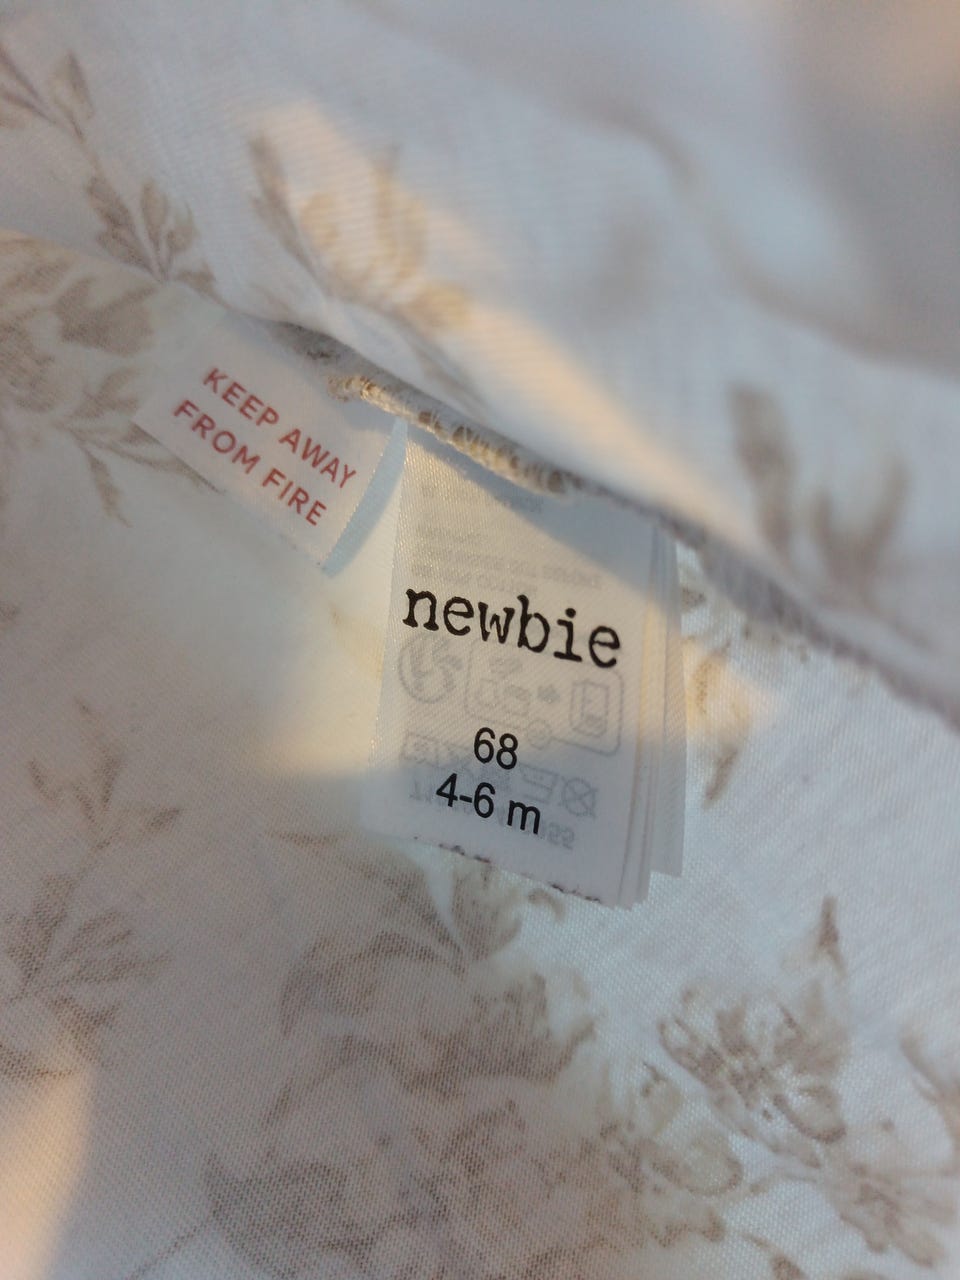 KEEP AWAY
FROM FIRE
newbie
68
4-6 m